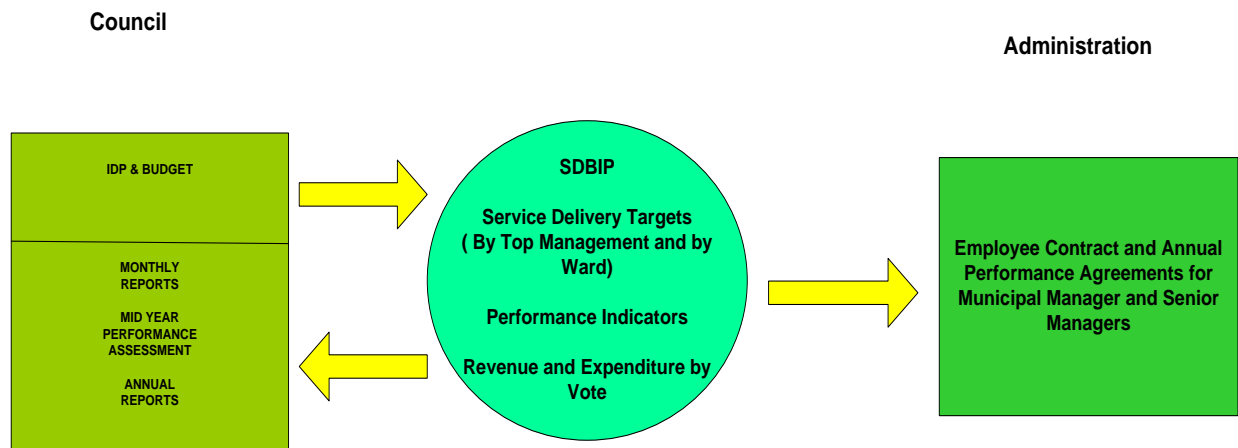 Council
Administration
IDP & BUDGET
MONTHLY
REPORTS
MID YEAR
PERFORMANCE
ASSESSMENT
ANNUAL
REPORTS
SDBIP
Service Delivery Targets
( By Top Management and by
Ward)
Performance Indicators
Revenue and Expenditure by
Vote
Employee Contract and Annual
Performance Agreements for
Municipal Manager and Senior
Managers